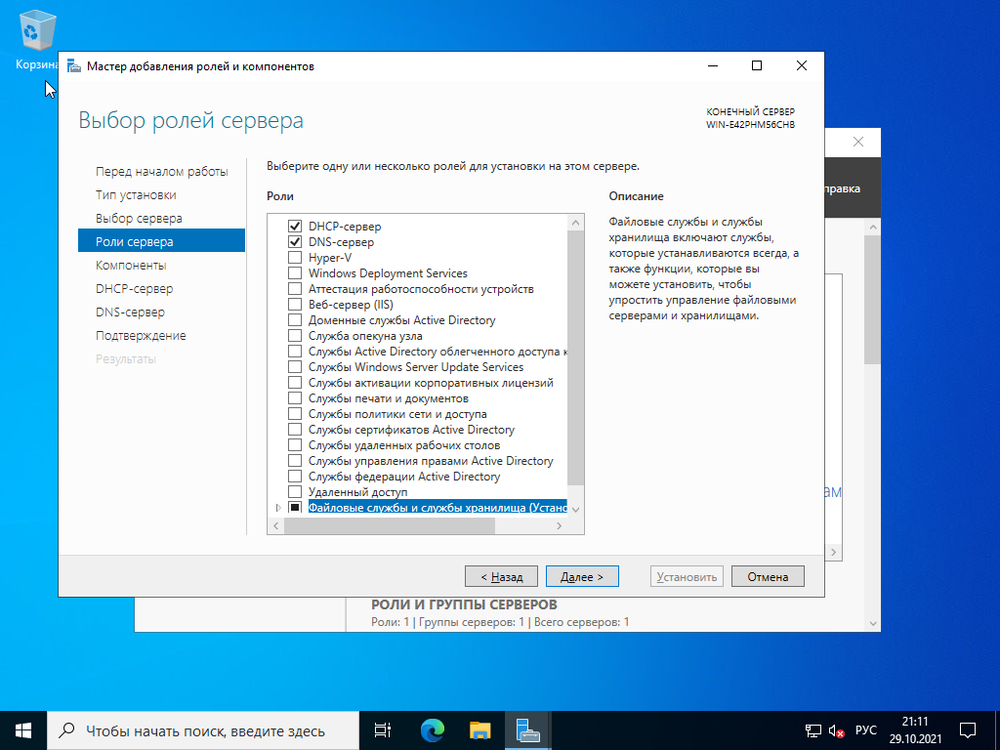 Корзина
Мастер добавления ролей и компонентов
Выбор ролей сервера
КОНЕЧНЫЙ СЕРВЕР
WIN-E42PHM56CHB
Перед началом работы
Тип установки
Выбор сервера
Роли сервера
Компоненты
DHCP-сервер
DNS-сервер
Подтверждение
Результаты
Выберите одну или несколько ролей для установки на этом сервере.
Роли
DHCP-сервер
DNS-сервер
Hyper-V
Windows Deployment Services
Аттестация работоспособности устройств
Веб-сервер (IIS)
Доменные службы Active Directory
Служба опекуна узла
Службы Active Directory облегченного доступа к
Службы Windows Server Update Services
Службы активации корпоративных лицензий
Службы печати и документов
Службы политики сети и доступа
Службы сертификатов Active Directory
Службы удаленных рабочих столов
Службы управления правами Active Directory
Службы федерации Active Directory
Удаленный доступ
Файловые службы и службы хранилища (Устано
Описание
Файловые службы и службы
хранилища включают службы,
которые устанавливаются всегда, а
также функции, которые вы
можете установить, чтобы
упростить управление файловыми
серверами и хранилищами.
< Назад
Далее >
Установить
Отмена
правка
ам
РОЛИ И ГРУППЫ СЕРВЕРОВ
Роли: 1 | Группы серверов: 1 | Всего серверов: 1
Чтобы начать поиск, введите здесь
РУС
21:11
29.10.2021